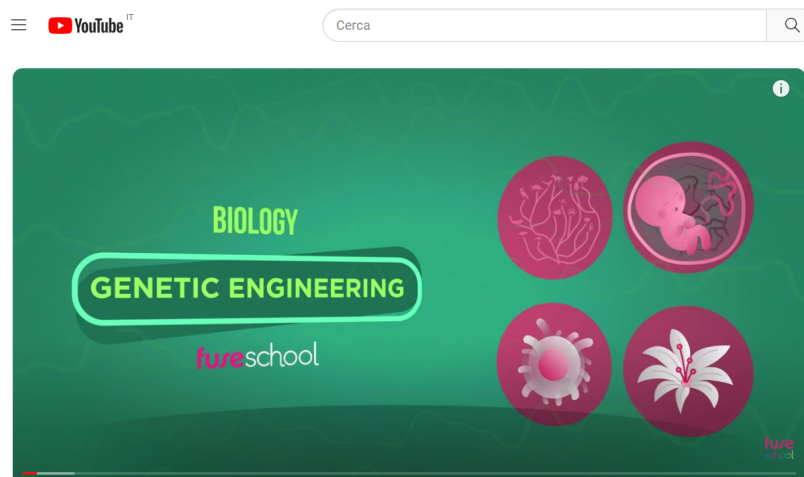 YouTube IT
Cerca
BIOLOGY
GENETIC ENGINEERING
fuseschool
fuse
school